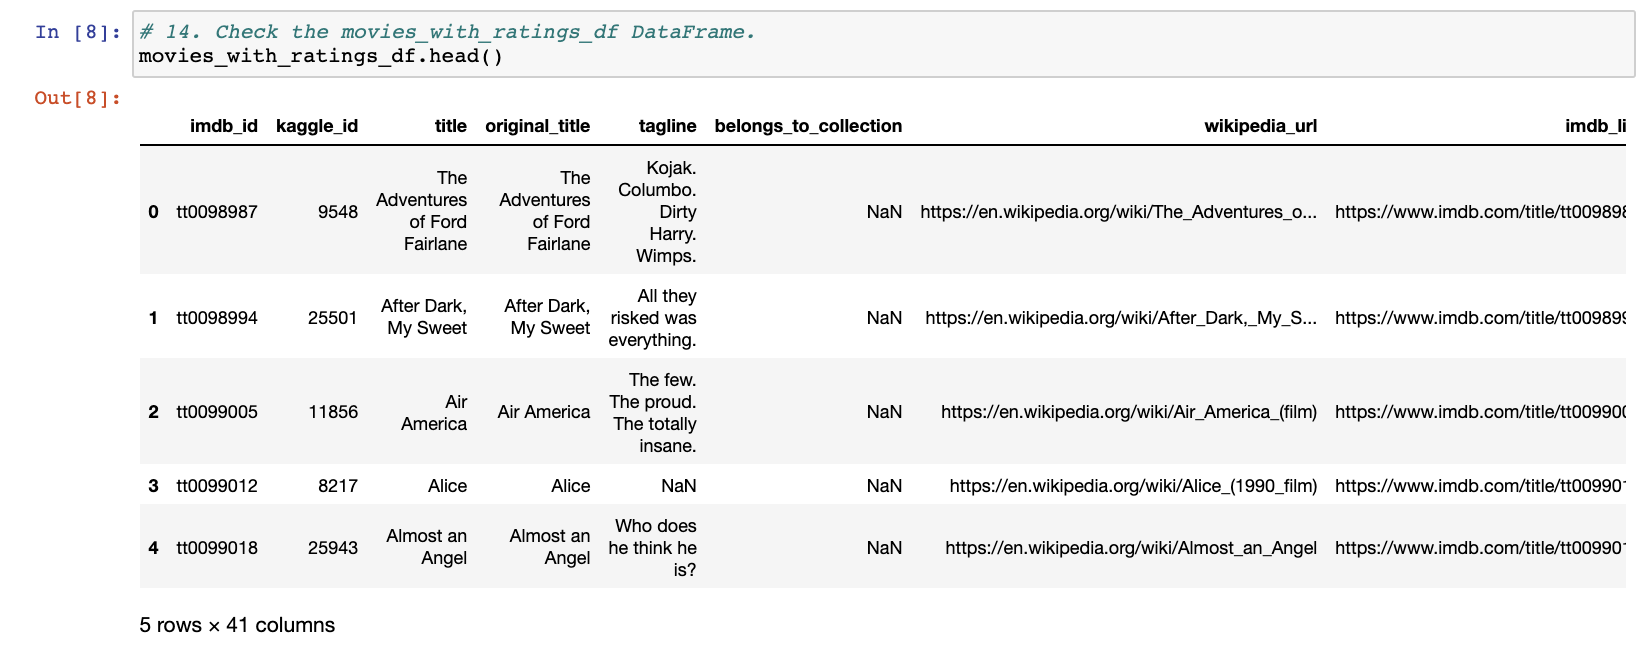 In [8]: # 14. Check the movies_with_ratings_df DataFrame.
movies_with_ratings_df.head()
Out[8]:
imdb_id kaggle_id title original_title tagline belongs_to_collection wikipedia_url imdb_li
0 tt0098987 9548 The Adventures of Ford Fairlane The Adventures of Ford Fairlane Kojak. Columbo. Dirty Harry. Wimps. NaN https://en.wikipedia.org/wiki/The_Adventures_o... https://www.imdb.com/title/tt009898
1 tt0098994 25501 After Dark, My Sweet After Dark, My Sweet All they risked was everything. NaN https://en.wikipedia.org/wiki/After_Dark,_My_S... https://www.imdb.com/title/tt009899
2 tt0099005 11856 Air America Air America The few. The proud. The totally insane. NaN https://en.wikipedia.org/wiki/Air_America_(film) https://www.imdb.com/title/tt009900
3 tt0099012 8217 Alice Alice NaN NaN https://en.wikipedia.org/wiki/Alice_(1990_film) https://www.imdb.com/title/tt009901
4 tt0099018 25943 Almost an Angel Almost an Angel Who does he think he is? NaN https://en.wikipedia.org/wiki/Almost_an_Angel https://www.imdb.com/title/tt009901
5 rows × 41 columns